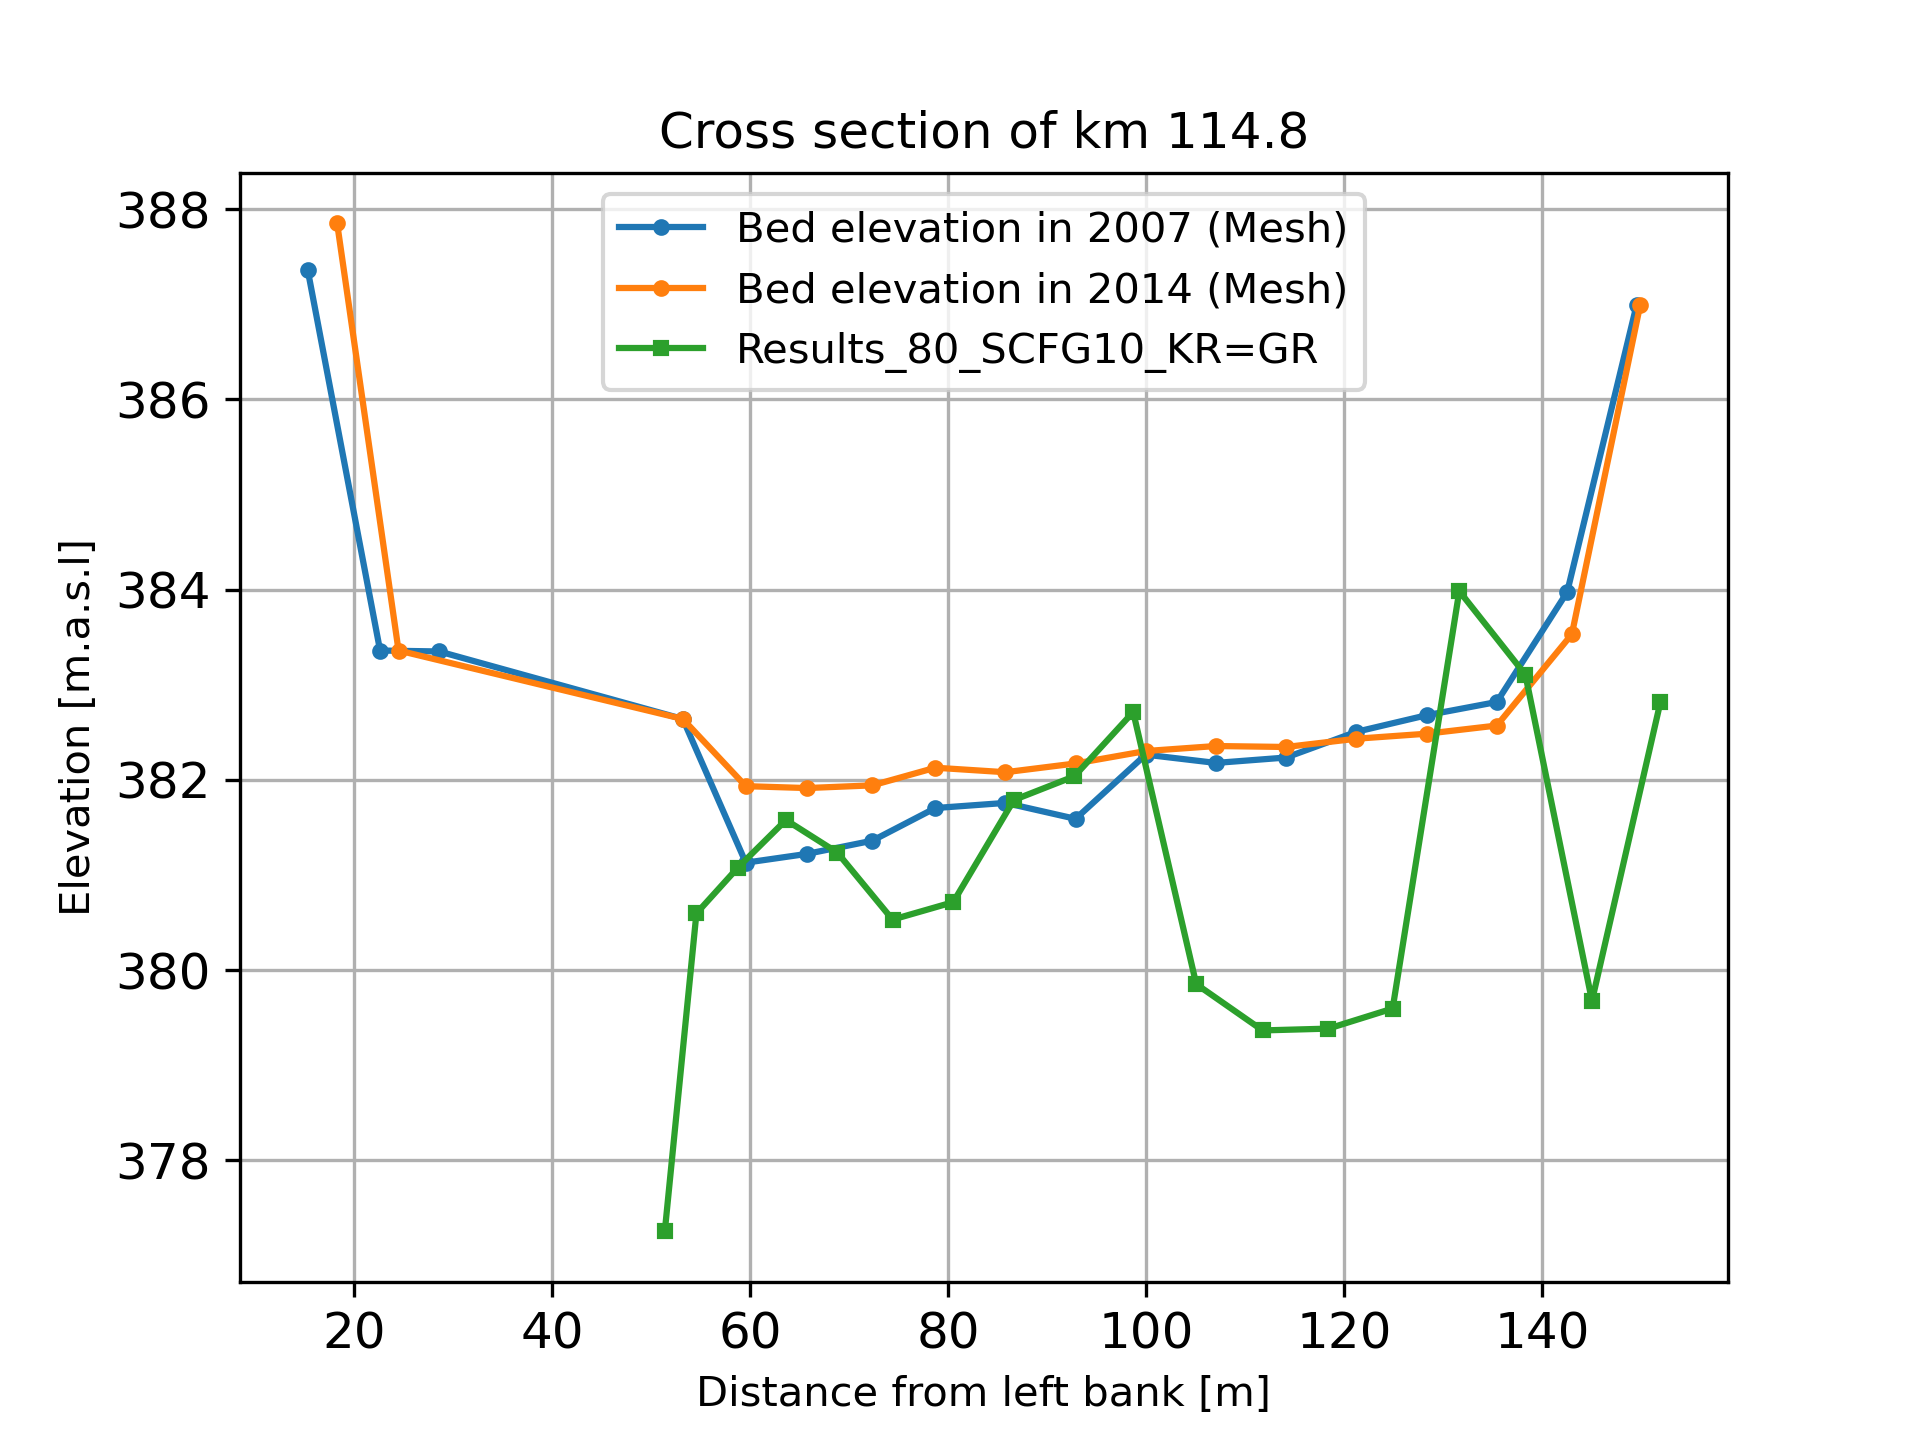 Cross section of km 114.8
Bed elevation in 2007 (Mesh)
Bed elevation in 2014 (Mesh)
Results_80_SCFG10_KR=GR
388
386
384
382
380
378
Elevation [m.a.s.l]
20 40 60 80 100 120 140
Distance from left bank [m]